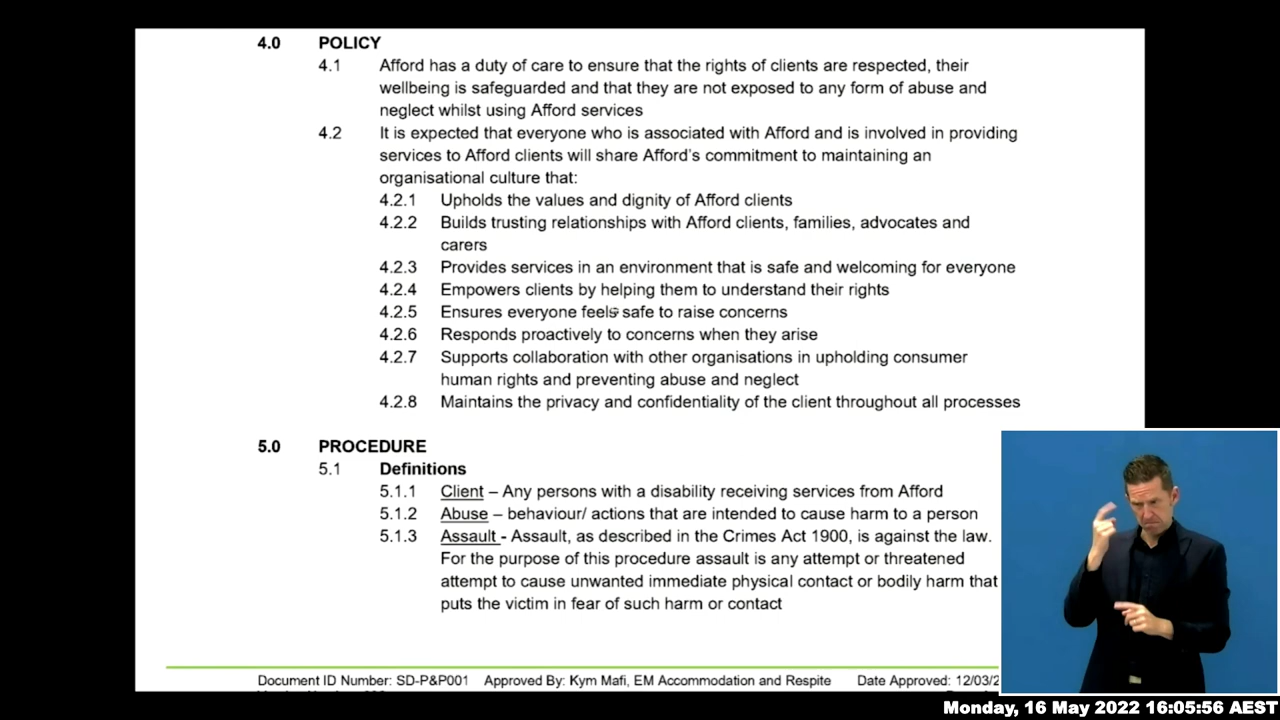 4.0 POLICY
4.1 Afford has a duty of care to ensure that the rights of clients are respected, their
wellbeing is safeguarded and that they are not exposed to any form of abuse and
neglect whilst using Afford services
4.2 It is expected that everyone who is associated with Afford and is involved in providing
services to Afford clients will share Afford's commitment to maintaining an
organisational culture that:
4.2.1 Upholds the values and dignity of Afford clients
4.2.2 Builds trusting relationships with Afford clients, families, advocates and
carers
4.2.3 Provides services in an environment that is safe and welcoming for everyone
4.2.4 Empowers clients by helping them to understand their rights
4.2.5 Ensures everyone feels safe to raise concerns
4.2.6 Responds proactively to concerns when they arise
4.2.7 Supports collaboration with other organisations in upholding consumer
human rights and preventing abuse and neglect
4.2.8 Maintains the privacy and confidentiality of the client throughout all processes
5.0 PROCEDURE
5.1 Definitions
5.1.1 Client – Any persons with a disability receiving services from Afford
5.1.2 Abuse – behaviour/ actions that are intended to cause harm to a person
5.1.3 Assault - Assault, as described in the Crimes Act 1900, is against the law.
For the purpose of this procedure assault is any attempt or threatened
attempt to cause unwanted immediate physical contact or bodily harm that
puts the victim in fear of such harm or contact
Document ID Number: SD-P&P001 Approved By: Kym Mafi, EM Accommodation and Respite Date Approved: 12/03/2
Monday, 16 May 2022 16:05:56 AEST